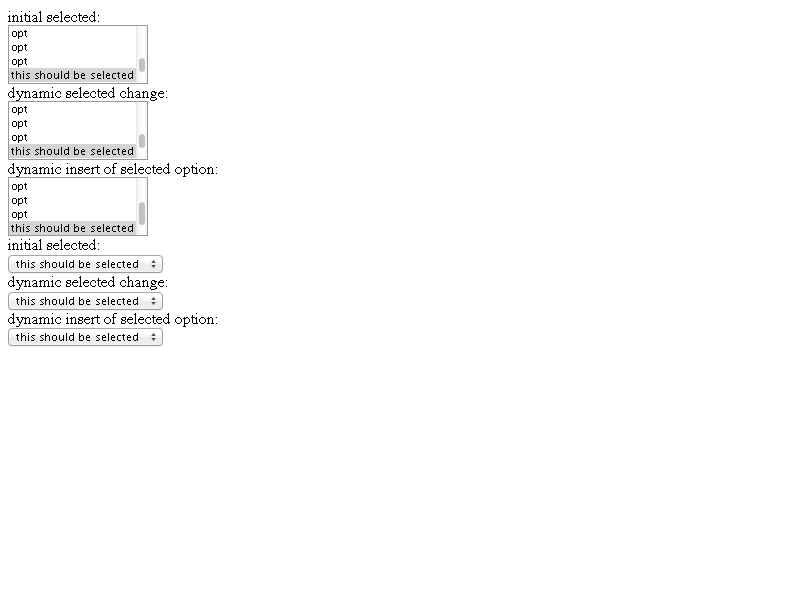 initial selected:
opt
opt
opt
this should be selected
dynamic selected change:
opt
opt
opt
this should be selected
dynamic insert of selected option:
opt
opt
opt
this should be selected
initial selected:
this should be selected
dynamic selected change:
this should be selected
dynamic insert of selected option:
this should be selected